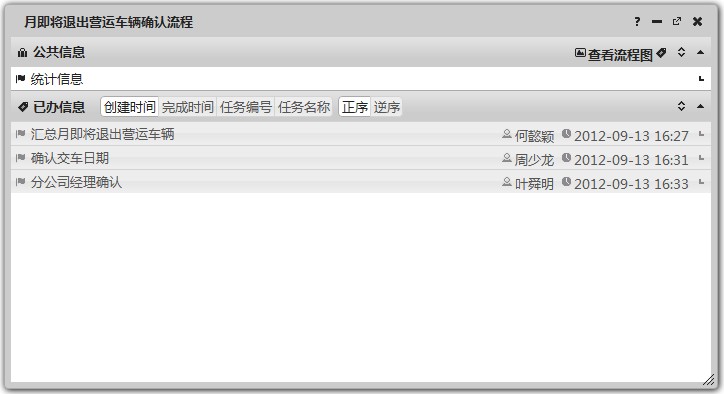 月即将退出营运车辆确认流程 ?
公共信息 查看流程图
统计信息
已办信息 创建时间 完成时间 任务编号 任务名称 正序 逆序
汇总月即将退出营运车辆 何懿颖 2012-09-13 16:27
确认交车日期 周少龙 2012-09-13 16:31
分公司经理确认 叶舜明 2012-09-13 16:33